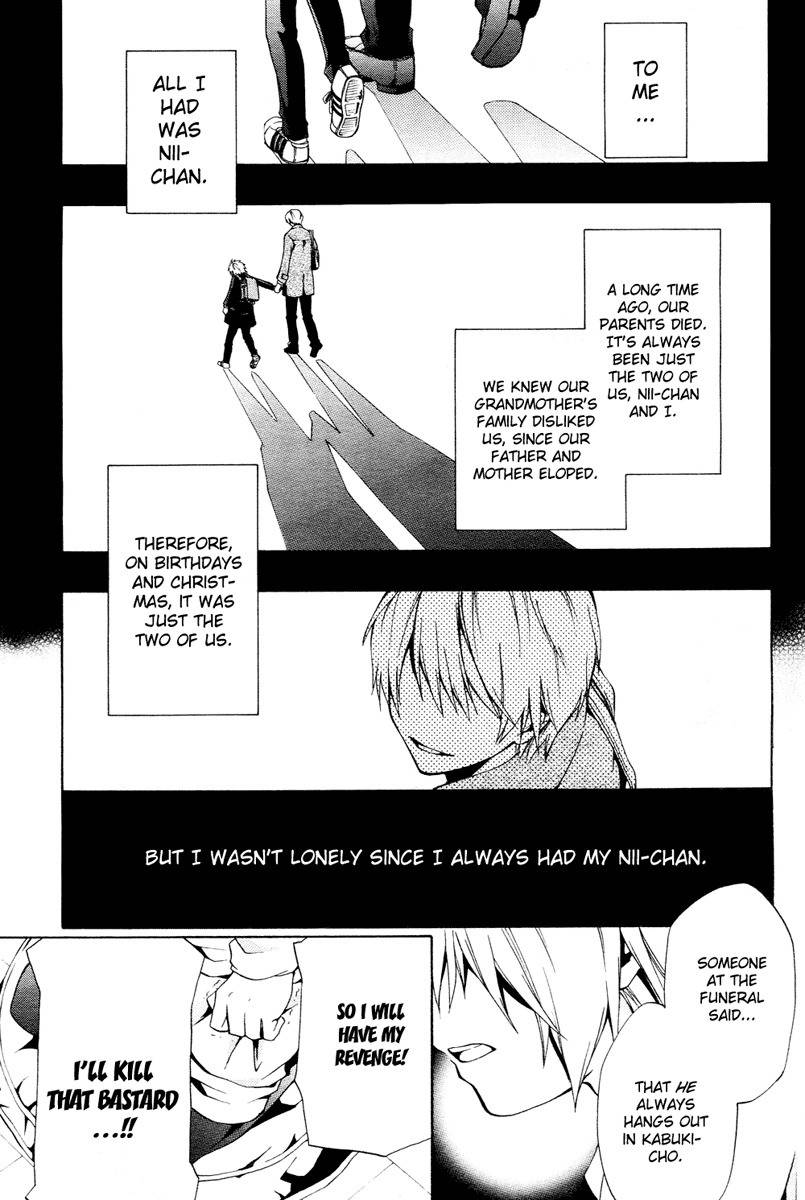 TO
ME
...
ALL I
HAD
WAS
NII-
CHAN.
A LONG TIME
AGO, OUR
PARENTS DIED.
IT'S ALWAYS
BEEN JUST
THE TWO OF
US, NII-CHAN
AND I.
WE KNEW OUR
GRANDMOTHER'S
FAMILY DISLIKED
US, SINCE OUR
FATHER AND
MOTHER ELOPED.
THEREFORE,
ON BIRTHDAYS
AND CHRIST-
MAS, IT WAS
JUST THE
TWO OF US.
BUT I WASN'T LONELY SINCE I ALWAYS HAD MY NII-CHAN.
SOMEONE
AT THE
FUNERAL
SAID...
THAT HE
ALWAYS
HANGS OUT
IN KABUKI-
CHO.
SO I WILL
HAVE MY
REVENGE!
I'LL KILL
THAT BASTARD
...!!